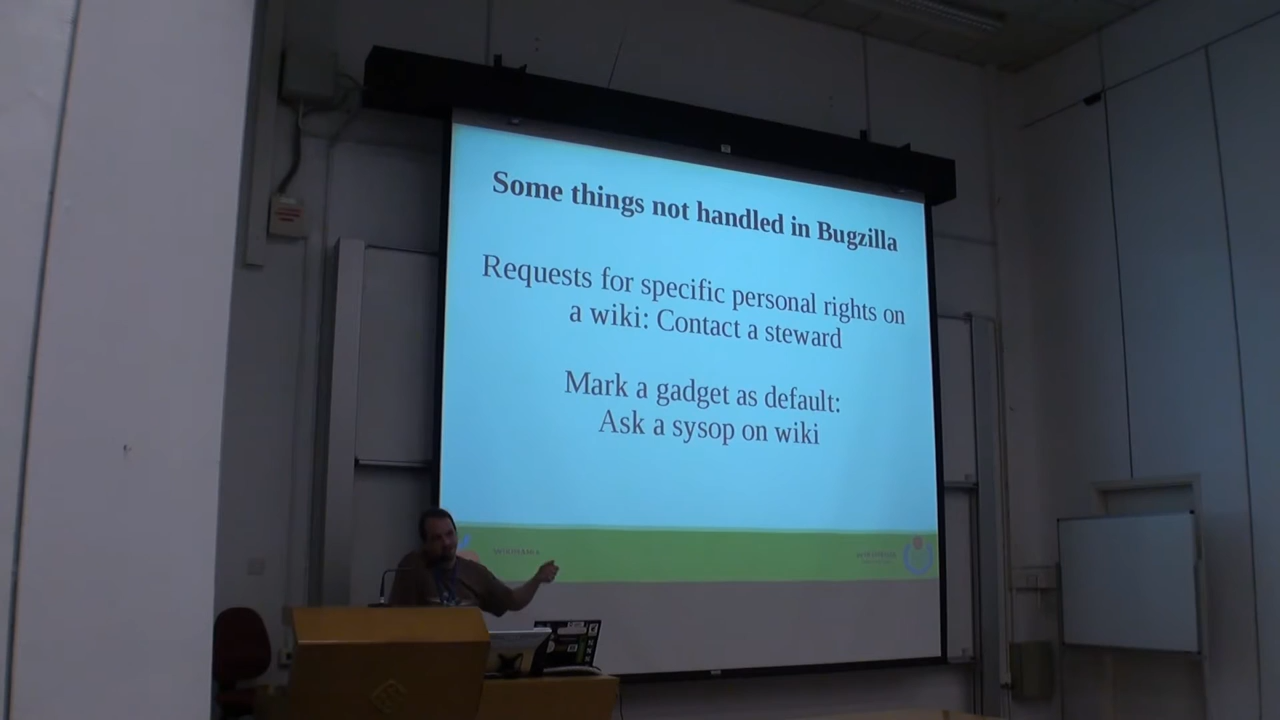 Some things not handled in Bugzilla
Requests for specific personal rights on
a wiki: Contact a steward
Mark a gadget as default:
Ask a sysop on wiki